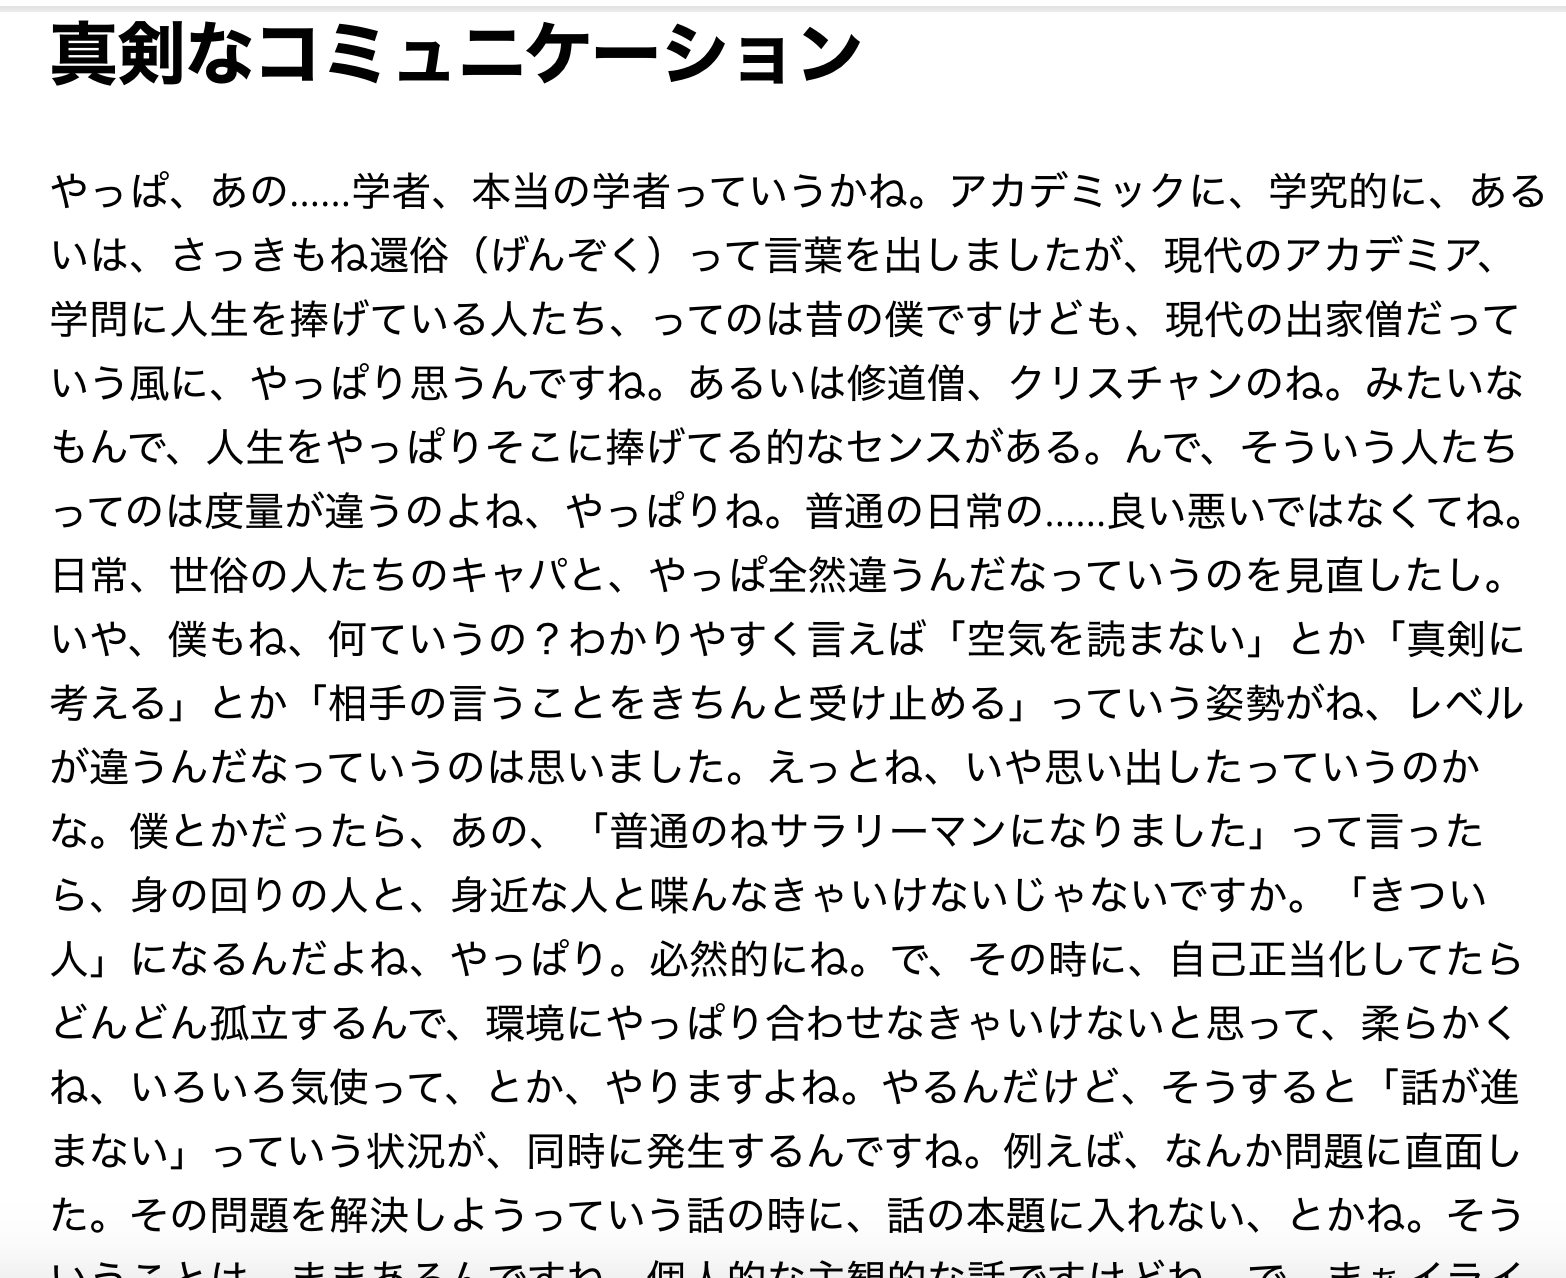 真剣なコミュニケーション
やっぱ、あの……学者、本当の学者っていうかね。アカデミックに、学究的に、ある
いは、さっきもね還俗（げんぞく）って言葉を出しましたが、現代のアカデミア、
学問に人生を捧げている人たち、ってのは昔の僕ですけども、現代の出家僧だって
いう風に、やっぱり思うんですね。あるいは修道僧、クリスチャンのね。みたいな
もんで、人生をやっぱりそこに捧げてる的なセンスがある。んで、そういう人たち
ってのは度量が違うのよね、やっぱりね。普通の日常の……良い悪いではなくてね。
日常、世俗の人たちのキャパと、やっぱ全然違うんだなっていうのを見直したし。
いや、僕もね、何ていうの？わかりやすく言えば「空気を読まない」とか「真剣に
考える」とか「相手の言うことをきちんと受け止める」っていう姿勢がね、レベル
が違うんだなっていうのは思いました。えっとね、いや思い出したっていうのか
な。僕とかだったら、あの、「普通のねサラリーマンになりました」って言った
ら、身の回りの人と、身近な人と喋んなきゃいけないじゃないですか。「きつい
人」になるんだよね、やっぱり。必然的にね。で、その時に、自己正当化してたら
どんどん孤立するんで、環境にやっぱり合わせなきゃいけないと思って、柔らかく
ね、いろいろ気使って、とか、やりますよね。やるんだけど、そうすると「話が進
まない」っていう状況が、同時に発生するんですね。例えば、なんか問題に直面し
た。その問題を解決しようっていう話の時に、話の本題に入れない、とかね。そう
いうことは、ままあるんですね。個人的な主観的な話ですけどね。で、まぁイライ